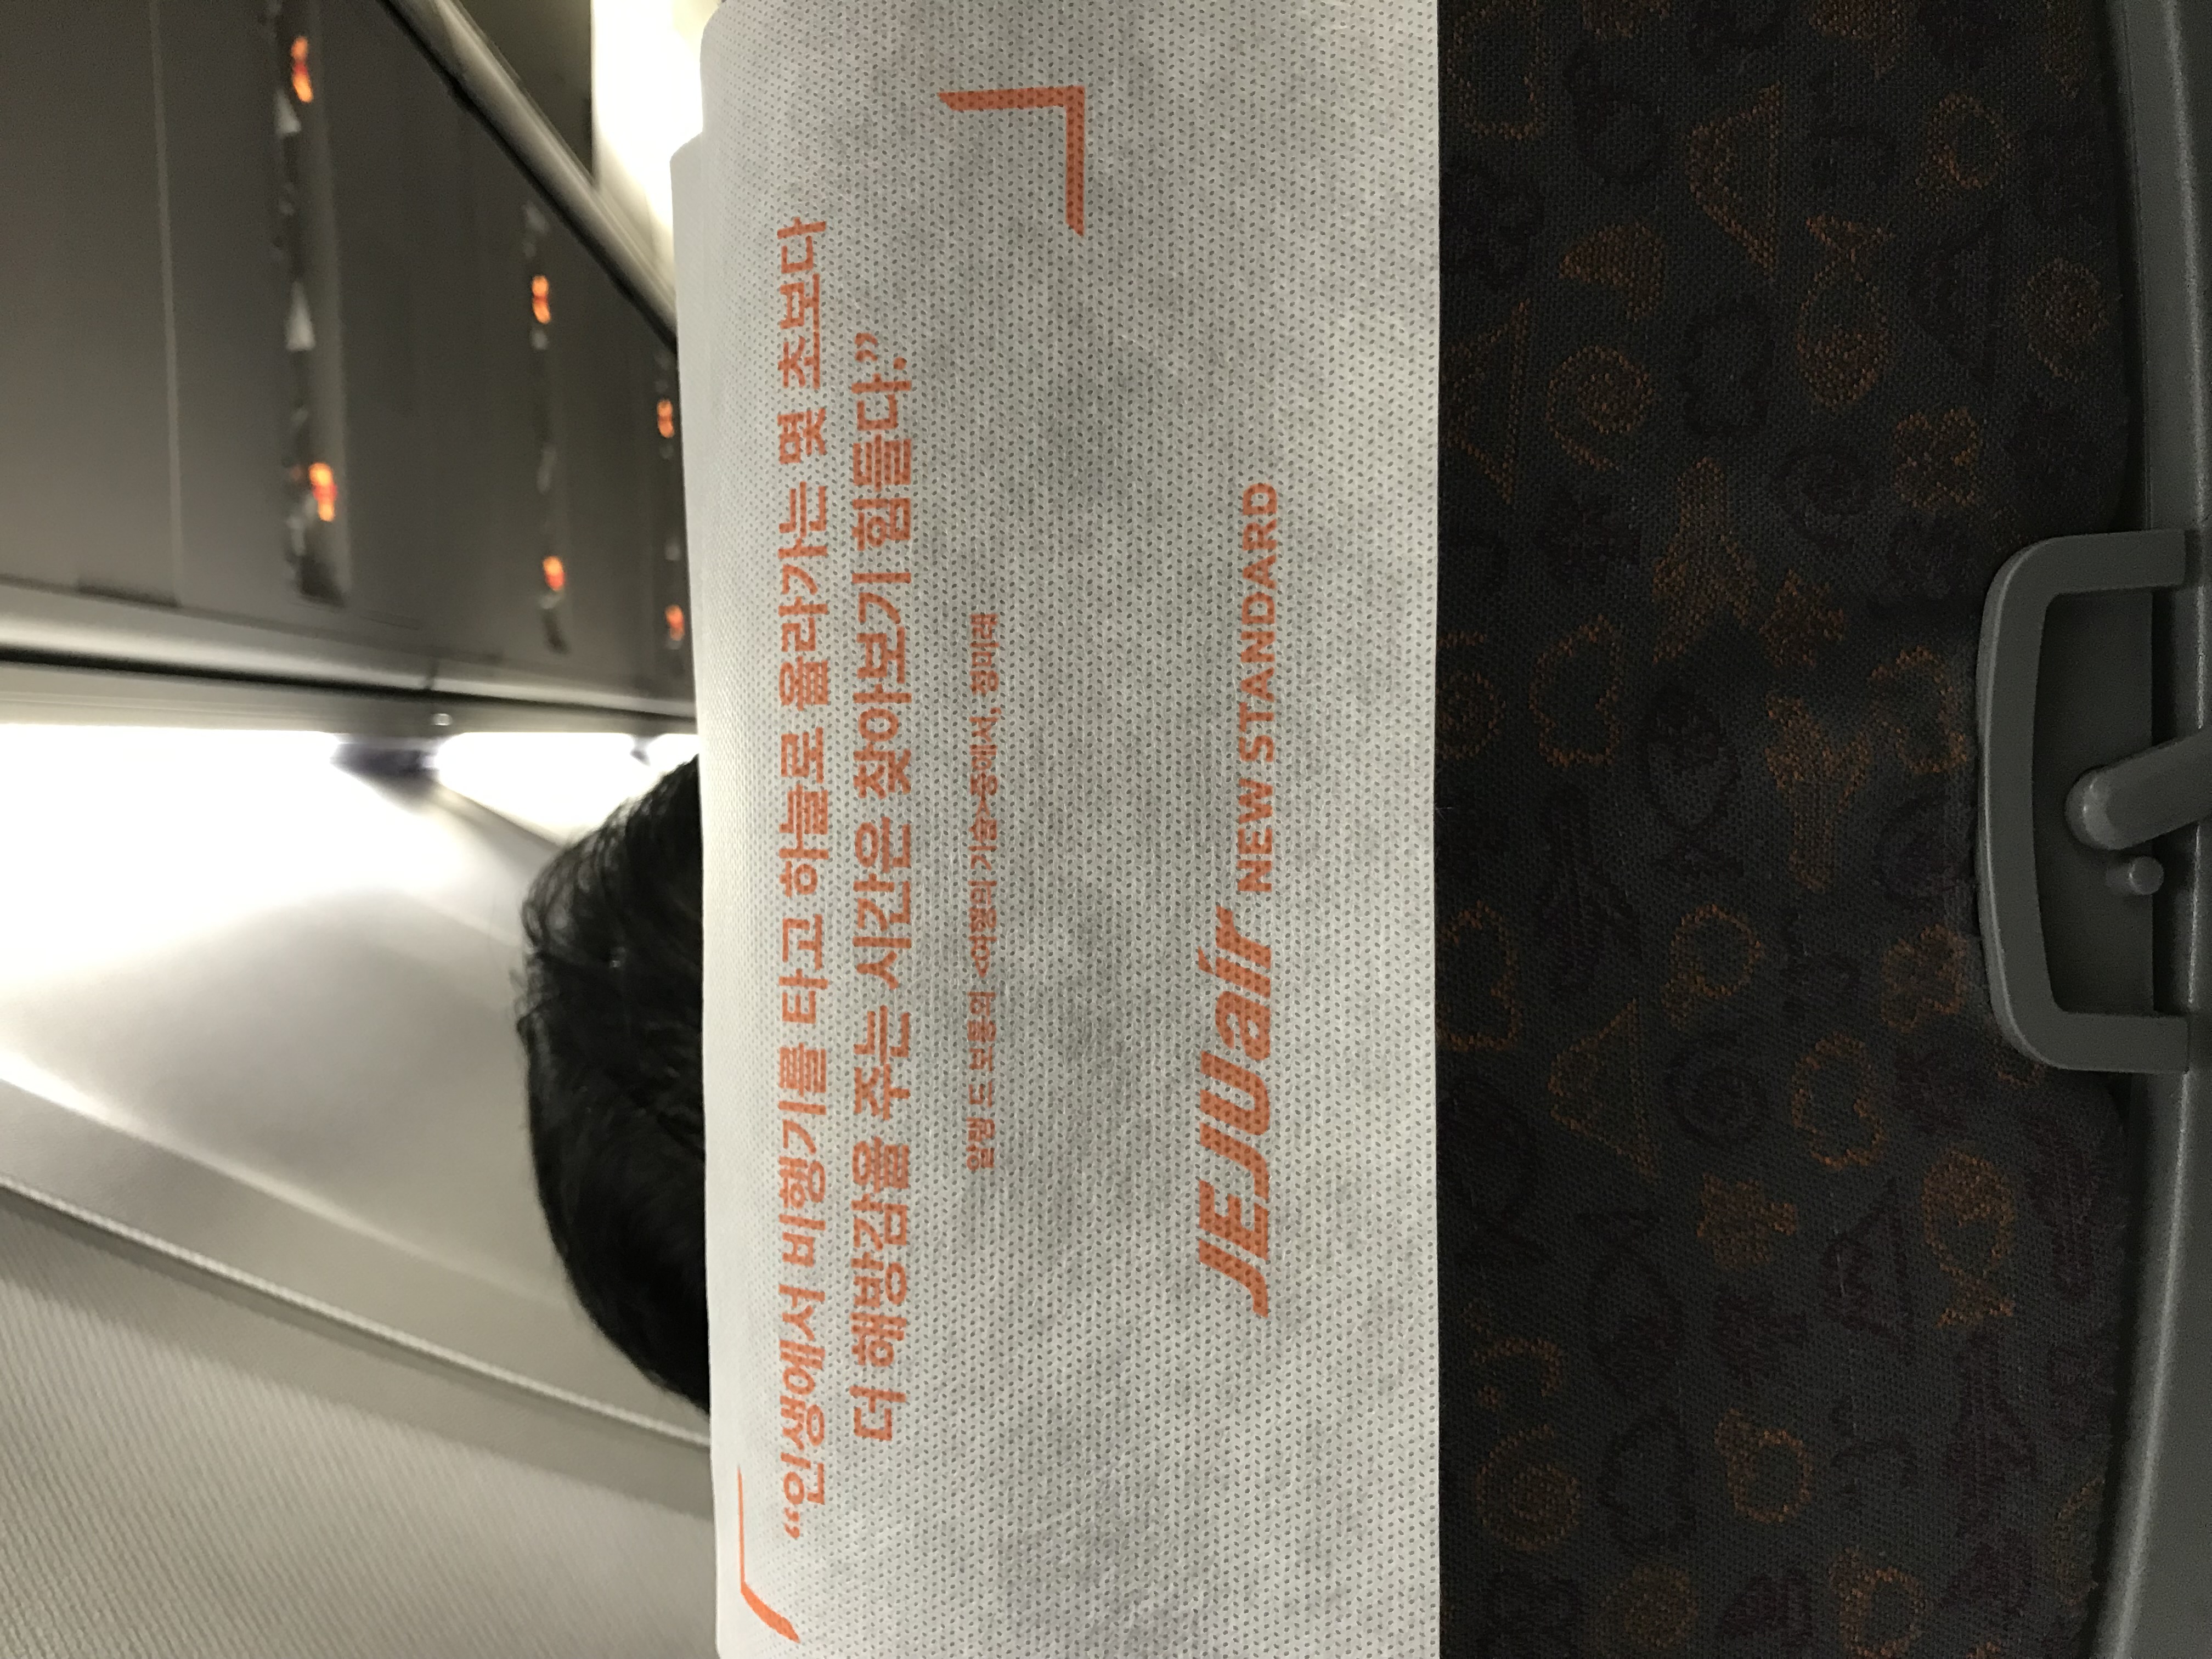 “인생에서 비행기를 타고 하늘로 올라가는 몇 초보다
더 해방감을 주는 시간은 찾아보기 힘들다.”
알랭 드 보통의 <여행의 기술>중에서, 청미래
JEJUair NEW STANDARD